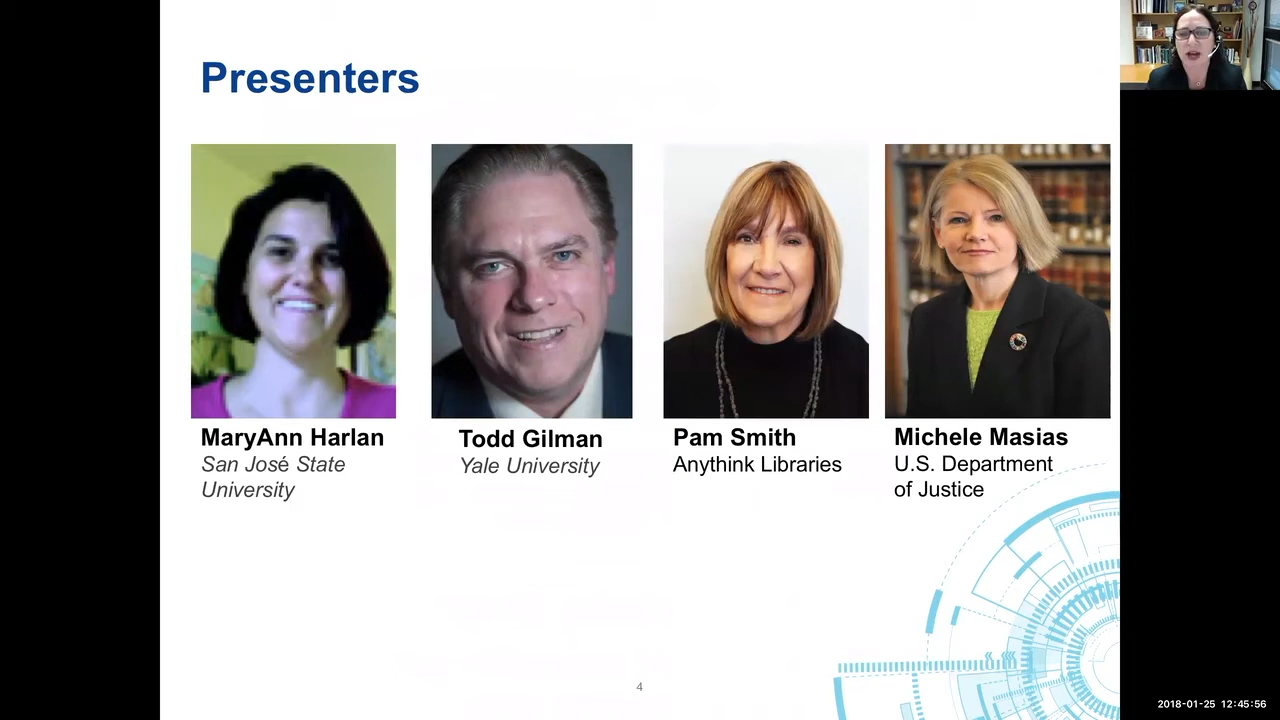 Presenters
MaryAnn Harlan
San José State
University
Todd Gilman
Yale University
Pam Smith
Anythink Libraries
Michele Masias
U.S. Department
of Justice
4
2018-01-25 12:45:56